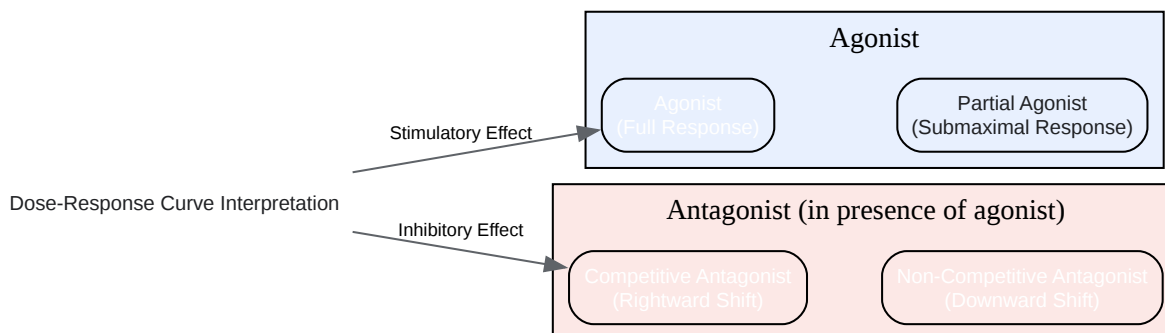 Agonist
Agonist
(Full Response)
Partial Agonist
(Submaximal Response)
Stimulatory Effect
Dose-Response Curve Interpretation
Inhibitory Effect
Antagonist (in presence of agonist)
Competitive Antagonist
(Rightward Shift)
Non-Competitive Antagonist
(Downward Shift)